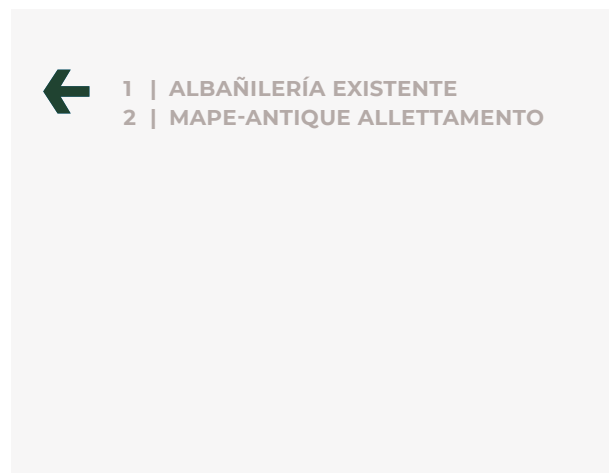 1 | ALBAÑILERÍA EXISTENTE
2 | MAPE-ANTIQUE ALLETTAMENTO